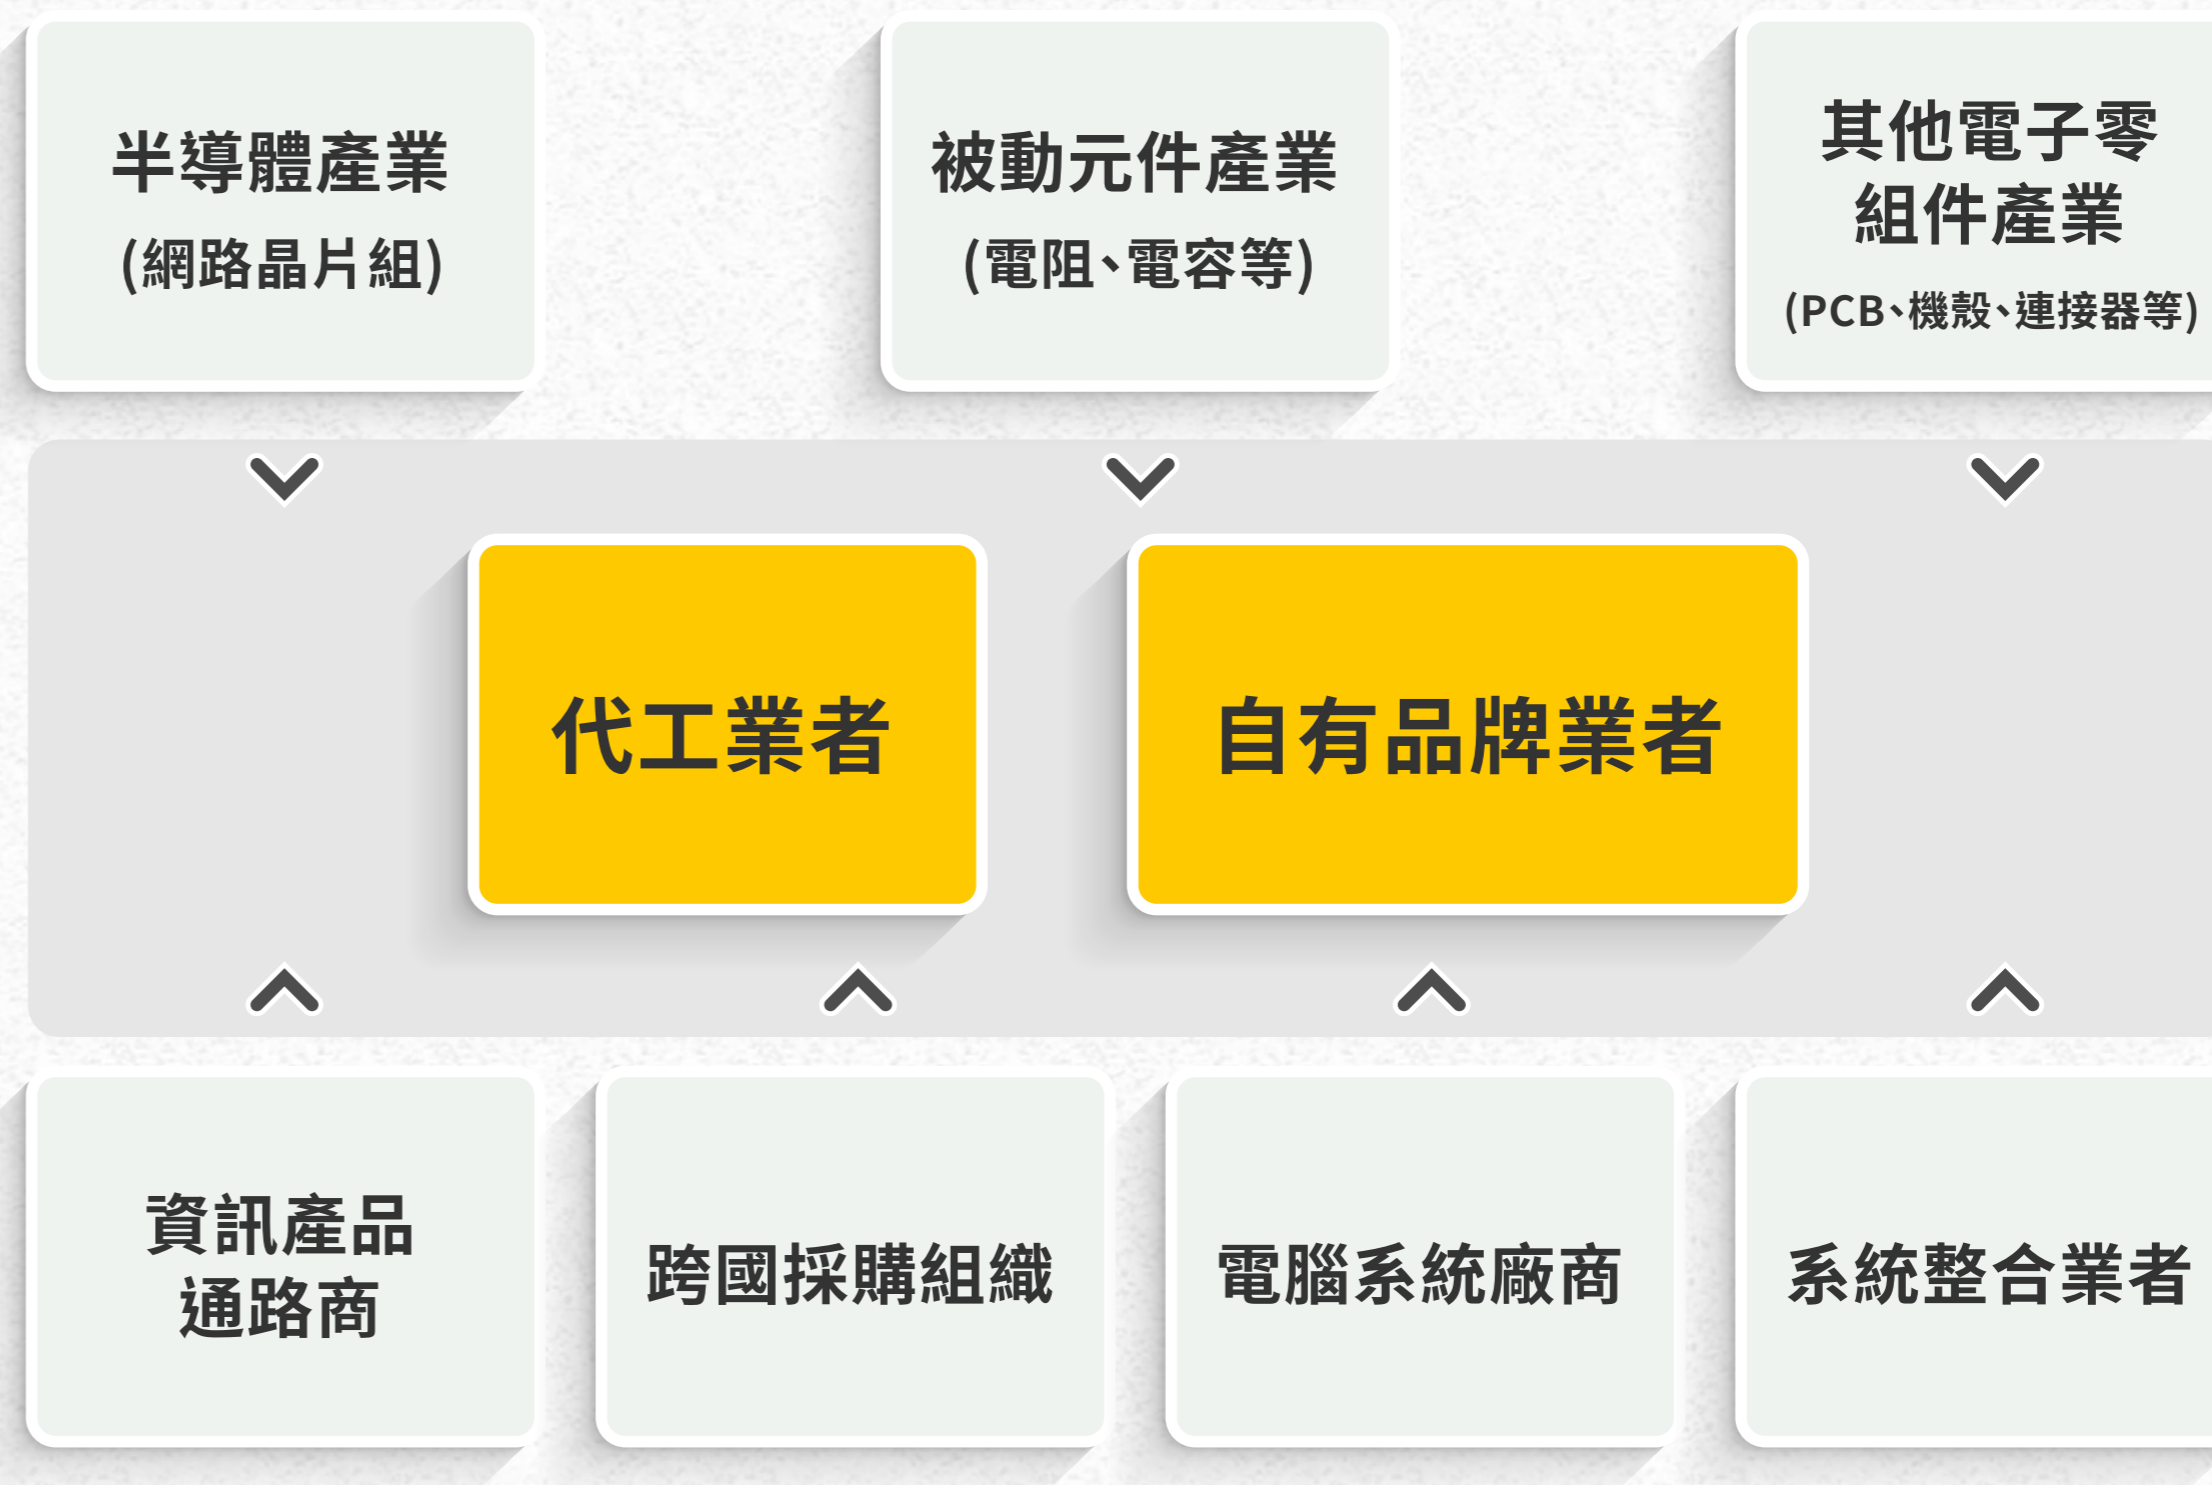 半導體產業
(網路晶片組)
被動元件產業
(電阻、電容等)
其他電子零
組件產業
(PCB、機殼、連接器等)
代工業者
自有品牌業者
資訊產品
通路商
跨國採購組織
電腦系統廠商
系統整合業者